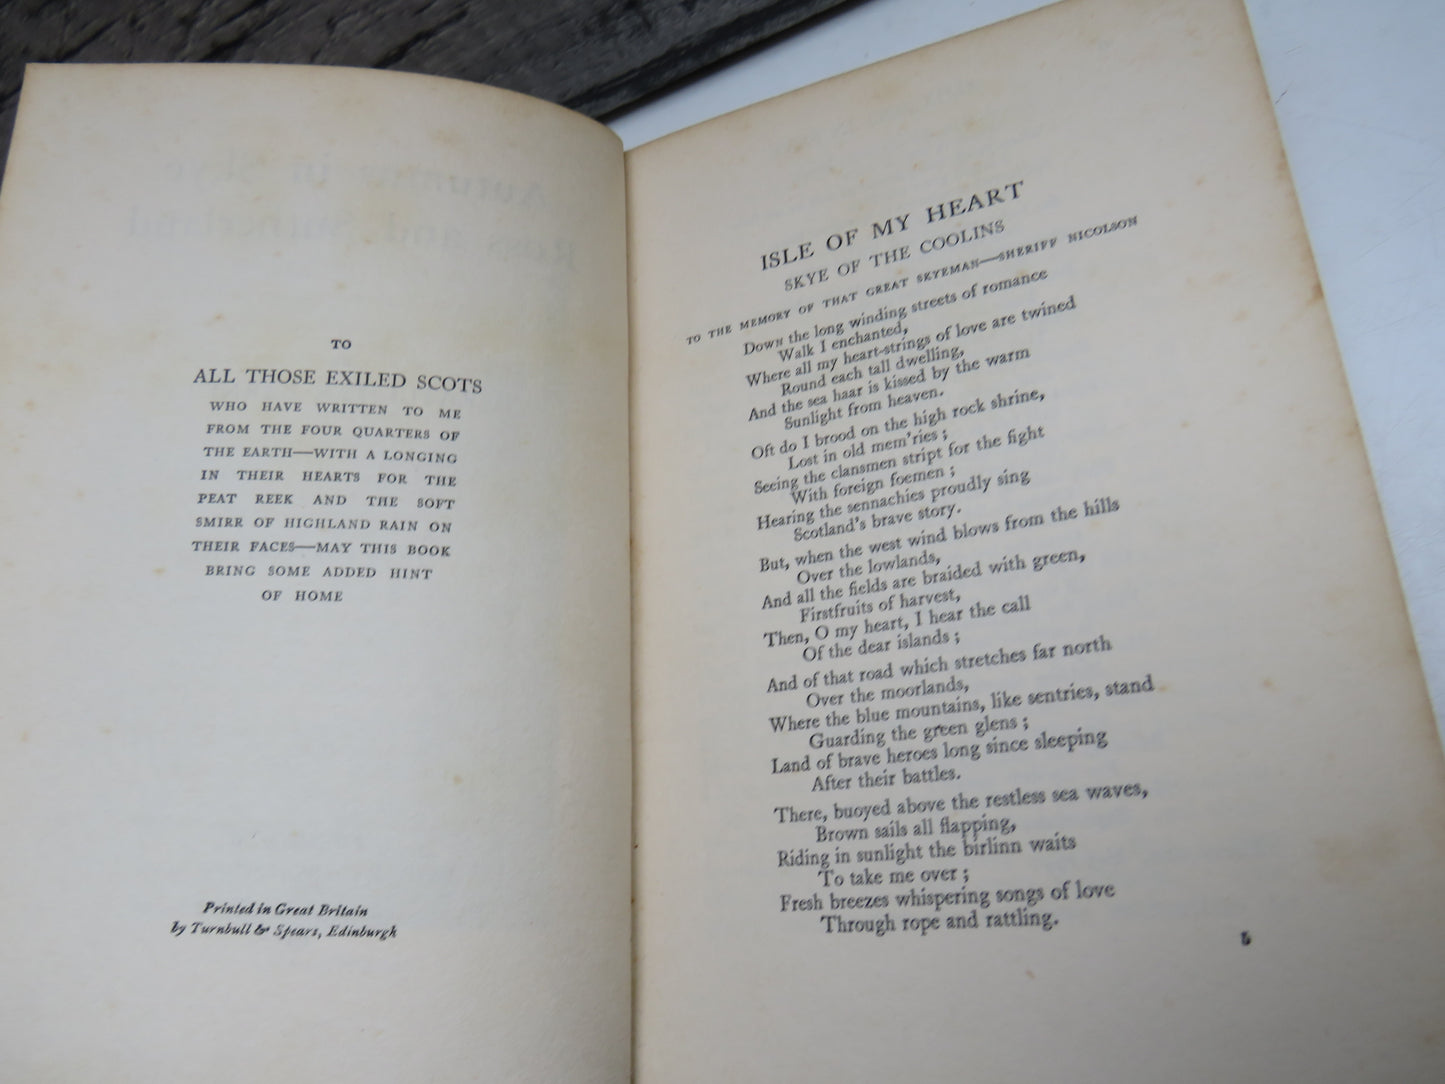 TO
ALL THOSE EXILED SCOTS
WHO HAVE WRITTEN TO ME
FROM THE FOUR QUARTERS OF
THE EARTH—WITH A LONGING
IN THEIR HEARTS FOR THE
PEAT REEK AND THE SOFT
SMIRR OF HIGHLAND RAIN ON
THEIR FACES—MAY THIS BOOK
BRING SOME ADDED HINT
OF HOME
Printed in Great Britain
by Turnbull & Spears, Edinburgh
ISLE OF MY HEART
SKYE OF THE COOLINS
TO THE MEMORY OF THAT GREAT SKYEMAN—SHERIFF NICOLSON
Down the long winding streets of romance
Walk I enchanted,
Where all my heart-strings of love are twined
Round each tall dwelling,
And the sea haar is kissed by the warm
Sunlight from heaven.
Oft do I brood on the high rock shrine,
Lost in old mem'ries ;
Seeing the clansmen stript for the fight
With foreign foemen ;
Hearing the sennachies proudly sing
Scotland's brave story.
But, when the west wind blows from the hills
Over the lowlands,
And all the fields are braided with green,
Firstfruits of harvest,
Then, O my heart, I hear the call
Of the dear islands ;
And of that road which stretches far north
Over the moorlands,
Where the blue mountains, like sentries, stand
Guarding the green glens ;
Land of brave heroes long since sleeping
After their battles.
There, buoyed above the restless sea waves,
Brown sails all flapping,
Riding in sunlight the birlinn waits
To take me over ;
Fresh breezes whispering songs of love
Through rope and rattling.
5